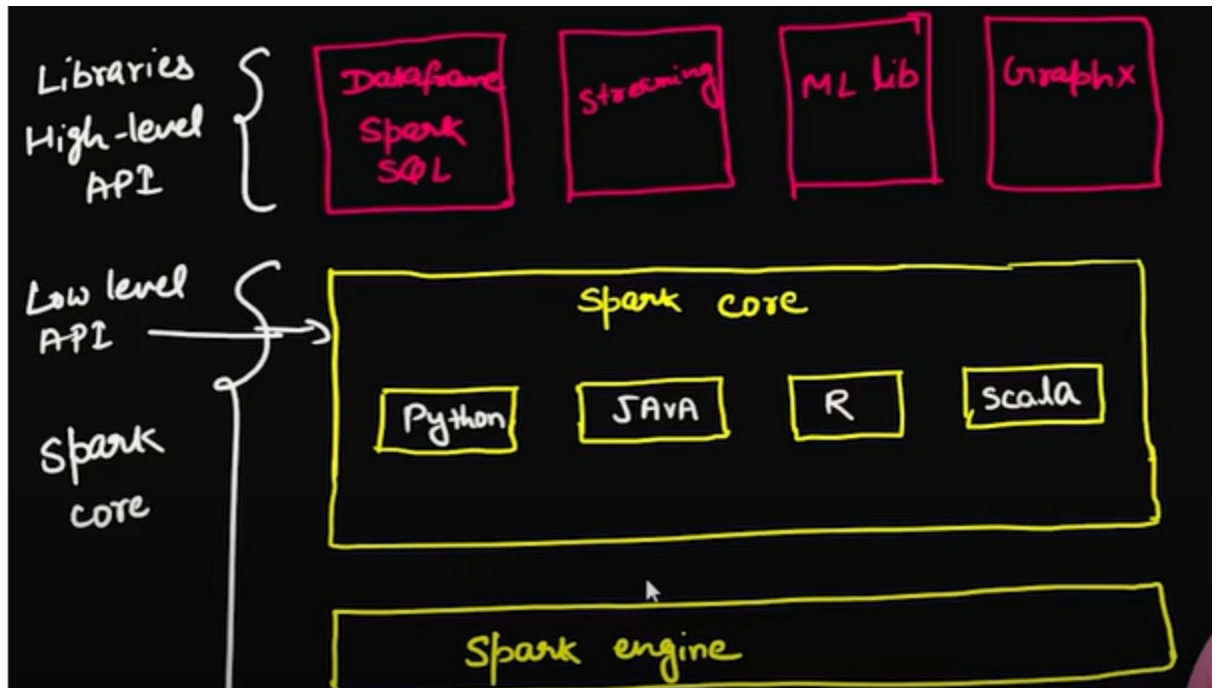 Libraries
High-level
API
Dataframe
Spark
SQL
Streaming
ML lib
Graphx
Low level
API
Spark core
Python
JAVA
R
Scala
Spark
core
Spark engine